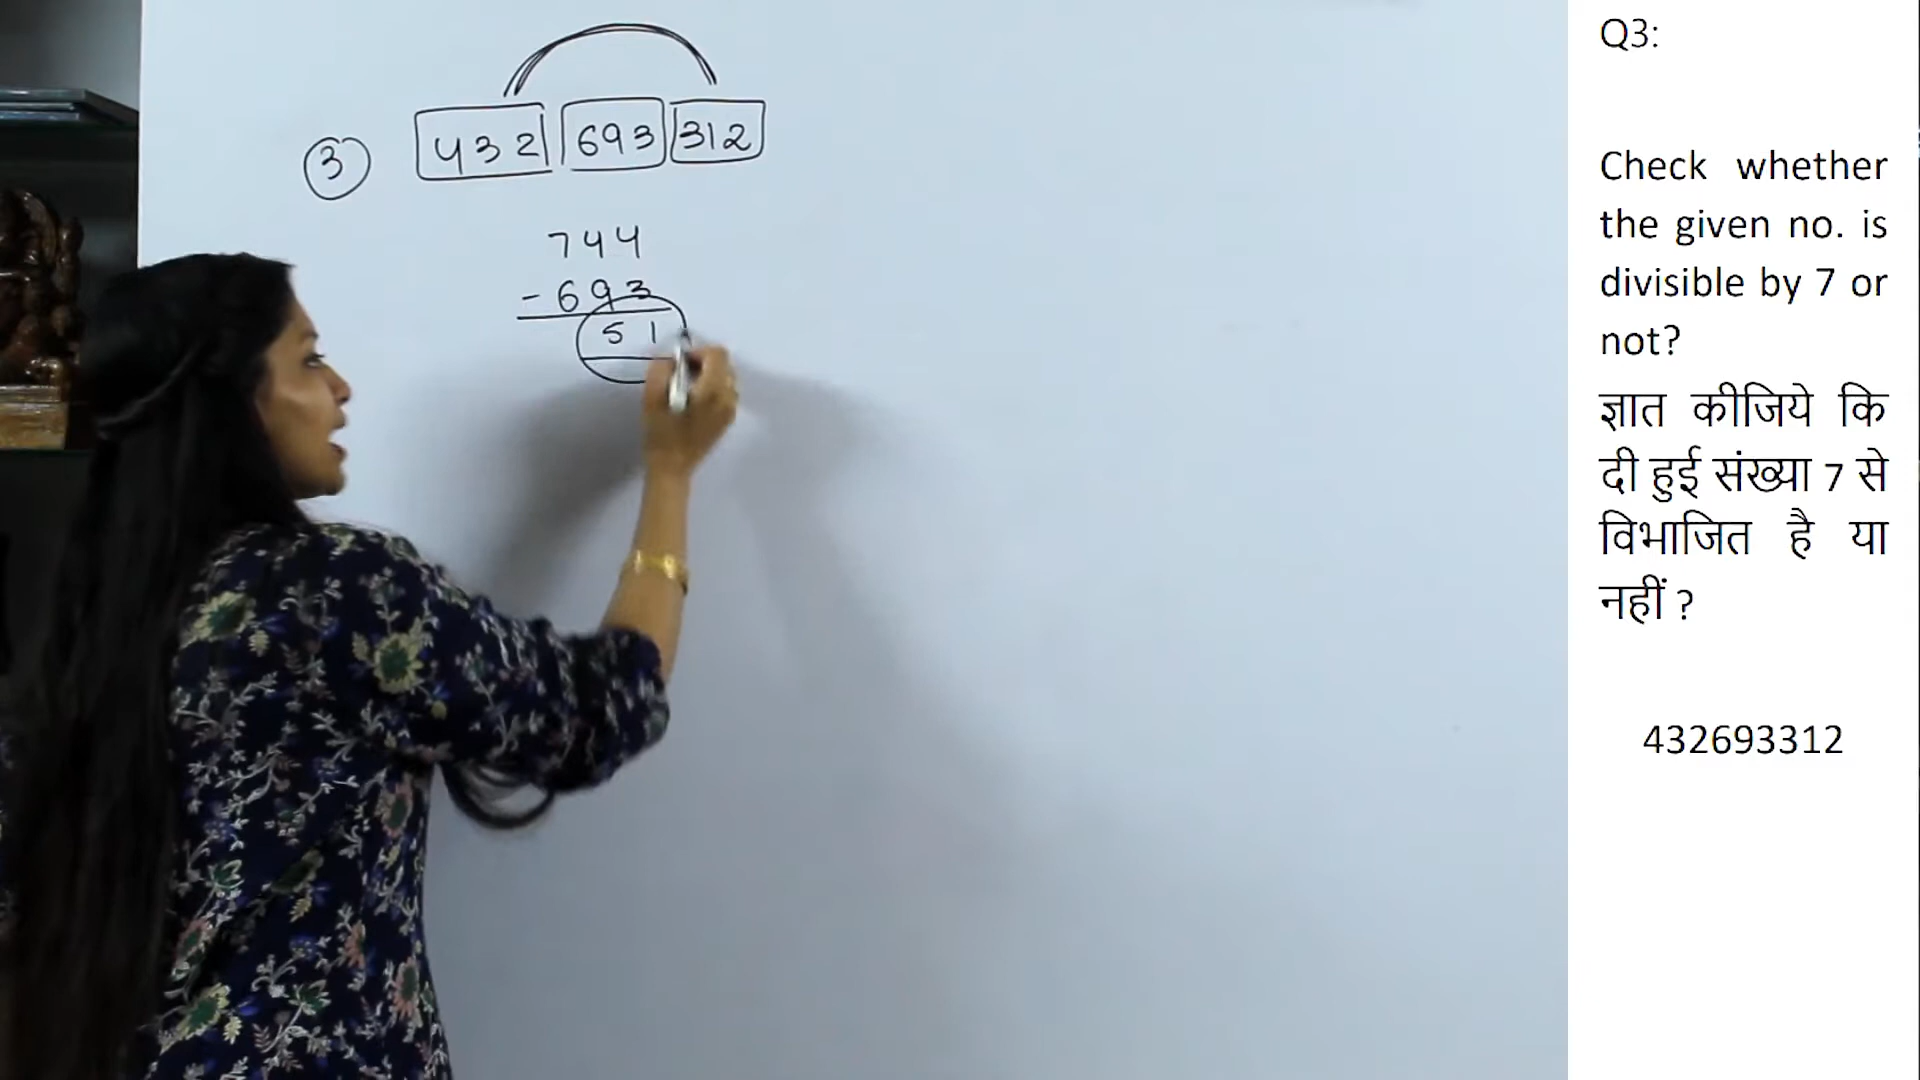 3 432 693 312
744
- 693
51
Q3:
Check whether
the given no. is
divisible by 7 or
not?
ज्ञात कीजिये कि
दी हुई संख्या 7 से
विभाजित है या
नहीं ?
432693312